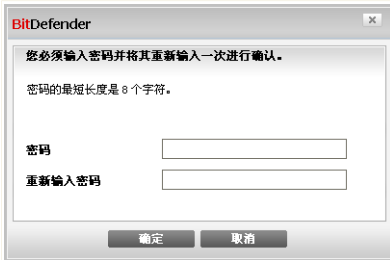 BitDefender
您必须输入密码并将其重新输入一次进行确认。
密码的最短长度是8个字符。
密码
重新输入密码
确定 取消